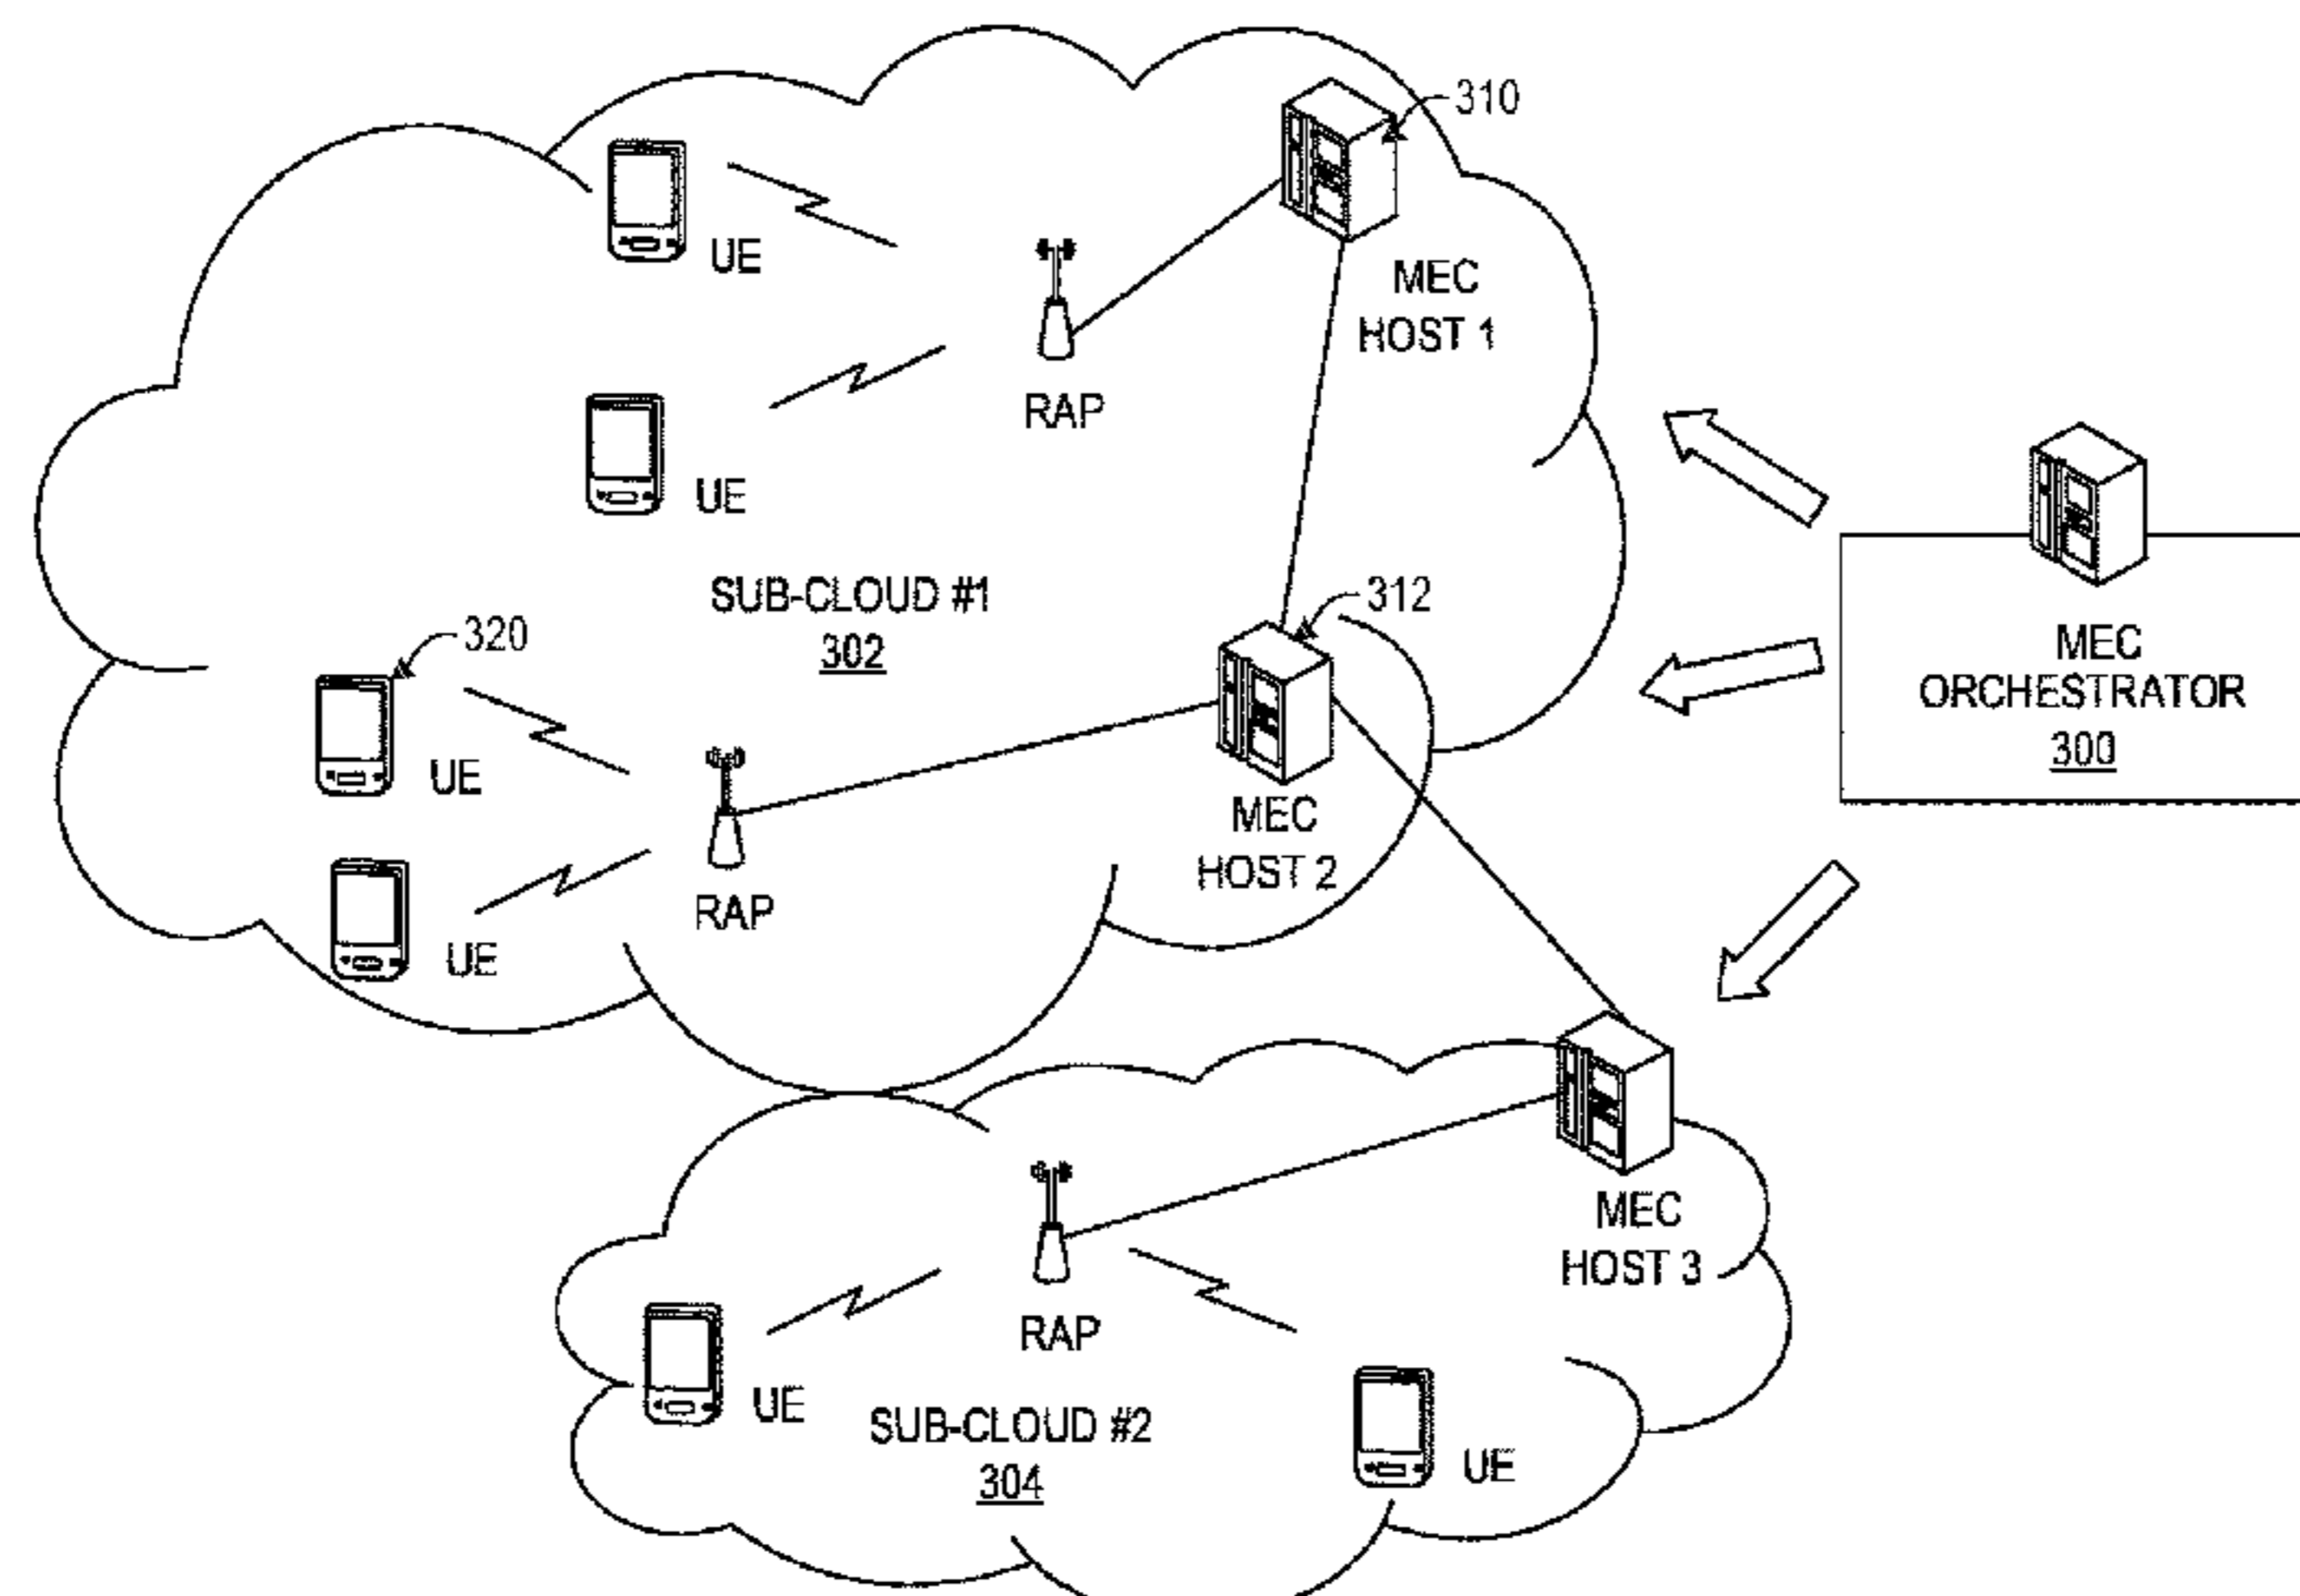 310
UE
MEC
HOST 1
RAP
UE
SUB-CLOUD #1
302
312
320
MEC
ORCHESTRATOR
300
UE
MEC
HOST 2
RAP
UE
MEC
HOST 3
RAP
UE
SUB-CLOUD #2
304
UE